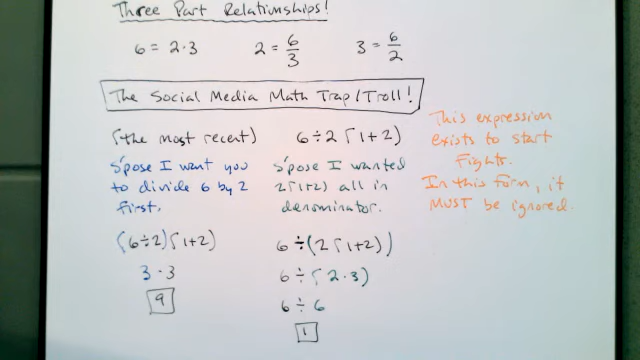 Three Part Relationships!
6 = 2·3    2 = 6/3    3 = 6/2
The Social Media Math Trap/Troll!
(the most recent)    6÷2(1+2)
S'pose I want you
to divide 6 by 2
first.
(6÷2)(1+2)
3·3
9
S'pose I wanted
2(1+2) all in
denominator.
6÷(2(1+2))
6÷(2·3)
6÷6
1
This expression
exists to start
fights.
In this form, it
MUST be ignored.